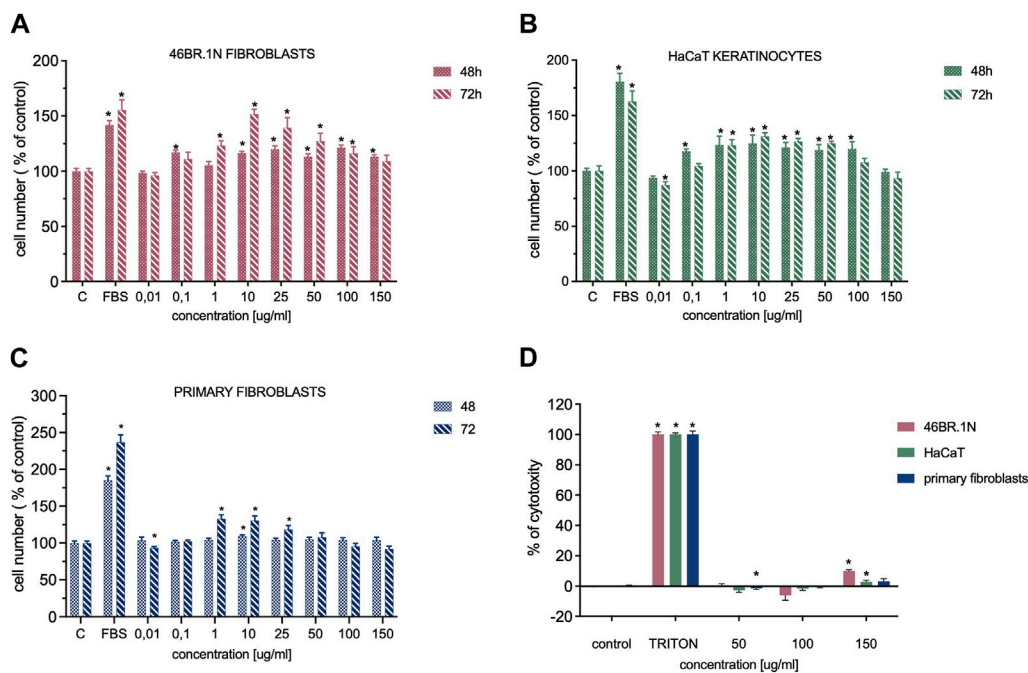 A
46BR.1N FIBROBLASTS
48h
72h
cell number ( % of control)
200
150
100
50
0
C FBS 0,01 0,1 1 10 25 50 100 150
concentration [ug/ml]
* * * * * * * * * * * *
B
HaCaT KERATINOCYTES
48h
72h
cell number ( % of control)
200
150
100
50
0
C FBS 0,01 0,1 1 10 25 50 100 150
concentration [ug/ml]
* * * * * * * * * * * * * * *
C
PRIMARY FIBROBLASTS
48
72
cell number ( % of control)
300
250
200
150
100
50
0
C FBS 0,01 0,1 1 10 25 50 100 150
concentration [ug/ml]
* * * * * * *
D
46BR.1N
HaCaT
primary fibroblasts
% of cytotoxity
120
100
80
60
40
20
0
-20
control TRITON 50 100 150
concentration [ug/ml]
* * * * * *